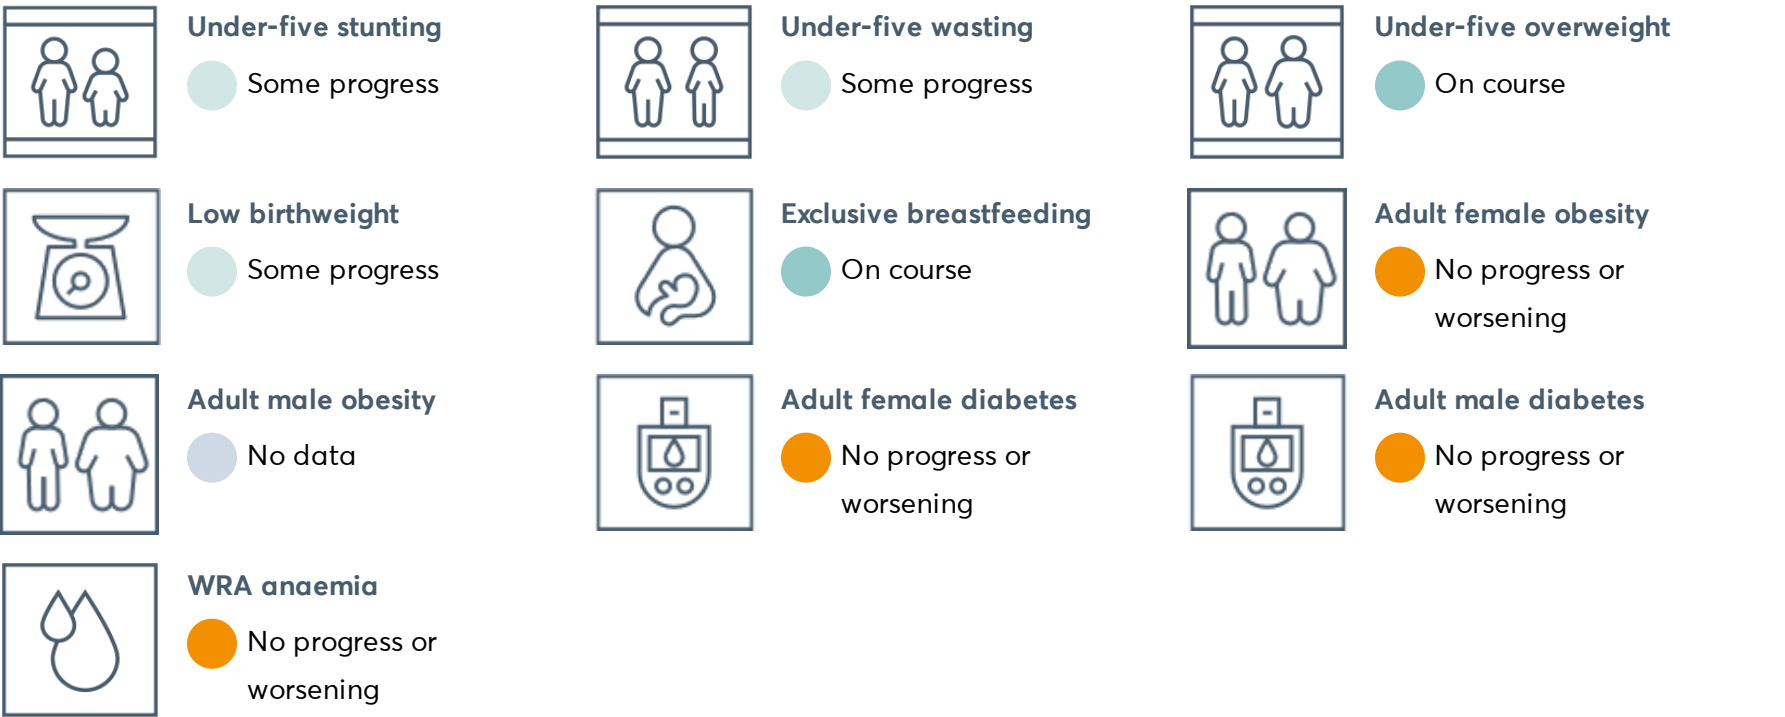 Under-five stunting
Some progress
Under-five wasting
Some progress
Under-five overweight
On course
Low birthweight
Some progress
Exclusive breastfeeding
On course
Adult female obesity
No progress or
worsening
Adult male obesity
No data
Adult female diabetes
No progress or
worsening
Adult male diabetes
No progress or
worsening
WRA anaemia
No progress or
worsening